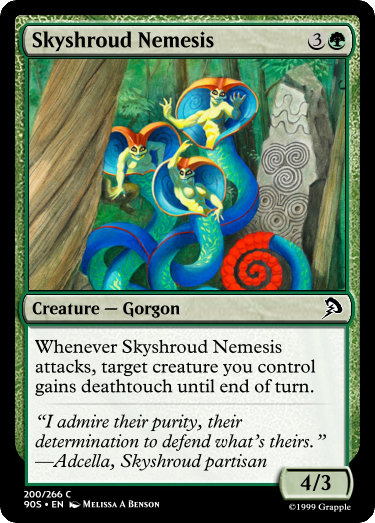 Skyshroud Nemesis 3
Creature — Gorgon
Whenever Skyshroud Nemesis
attacks, target creature you control
gains deathtouch until end of turn.
“I admire their purity, their
determination to defend what’s theirs.”
—Adcella, Skyshroud partisan
4/3
200/266 C
90S • EN Melissa A Benson
©1999 Grapple